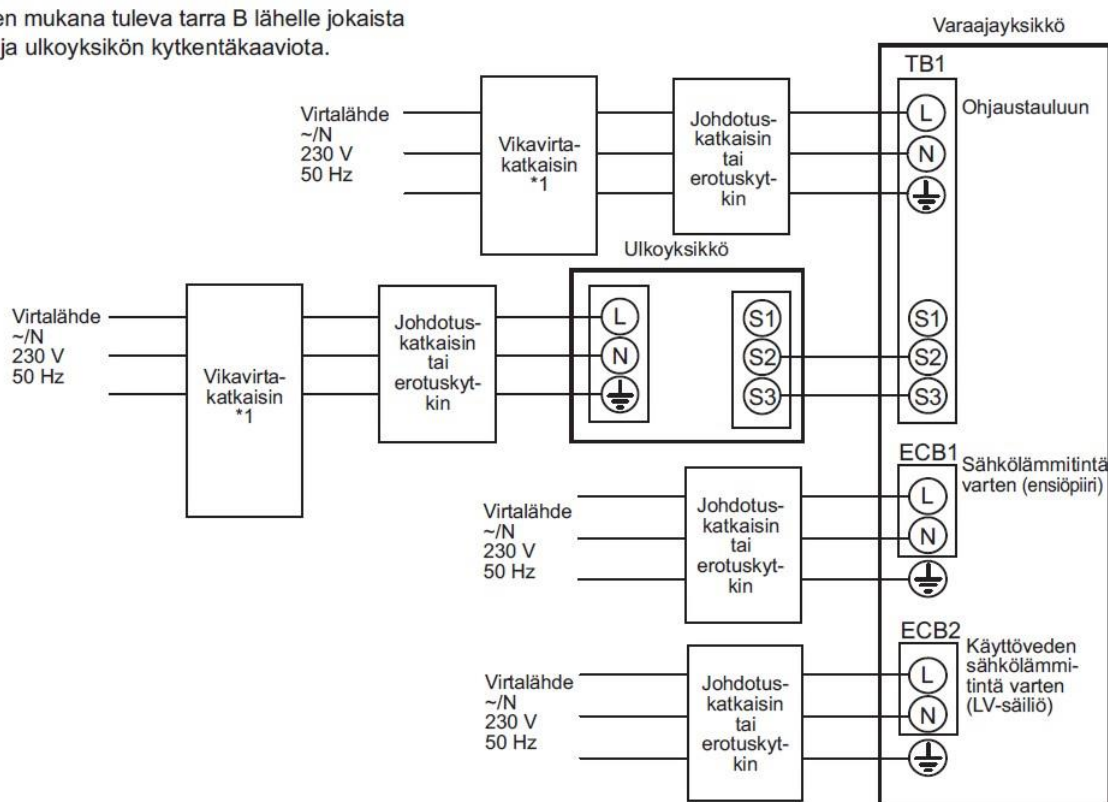 en mukana tuleva tarra B lähelle jokaista
ja ulkoyksikön kytkentäkaaviota.
Varaajayksikkö
TB1
Virtalähde
~/N
230 V
50 Hz
Vikavirta-
katkaisin
*1
Johdotus-
katkaisin
tai
erotuskyt-
kin
L
N
Ohjaustauluun
Ulkoyksikkö
Virtalähde
~/N
230 V
50 Hz
Vikavirta-
katkaisin
*1
Johdotus-
katkaisin
tai
erotuskyt-
kin
L
N
S1
S2
S3
S1
S2
S3
ECB1
Sähkölämmitintä
varten (ensiöpiiri)
Virtalähde
~/N
230 V
50 Hz
Johdotus-
katkaisin
tai
erotuskyt-
kin
L
N
ECB2
Käyttöveden
sähkölämmi-
tintä varten
(LV-säiliö)
Virtalähde
~/N
230 V
50 Hz
Johdotus-
katkaisin
tai
erotuskyt-
kin
L
N